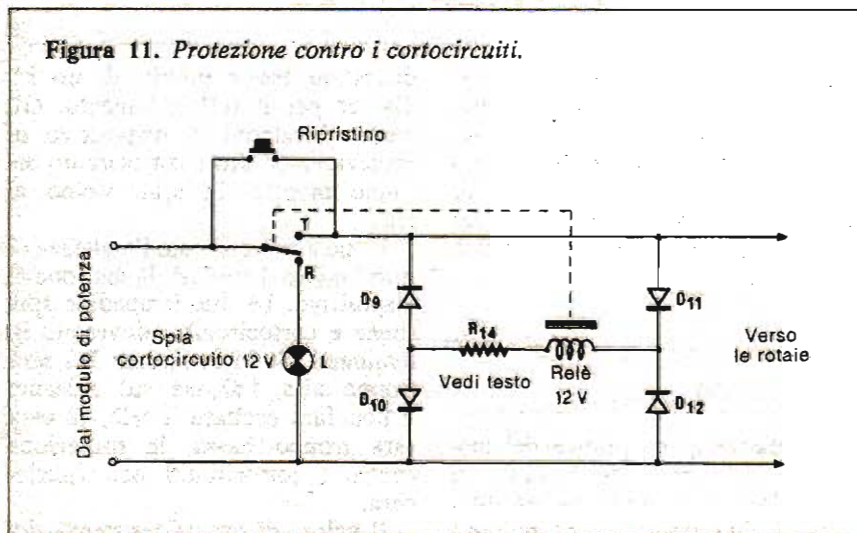 Figura 11. Protezione contro i cortocircuiti.
Ripristino
T
R
Dal modulo di potenza
Spia
cortocircuito 12 V
L
D9
D10
R14
Vedi testo
Relè
12 V
D11
D12
Verso
le rotaie